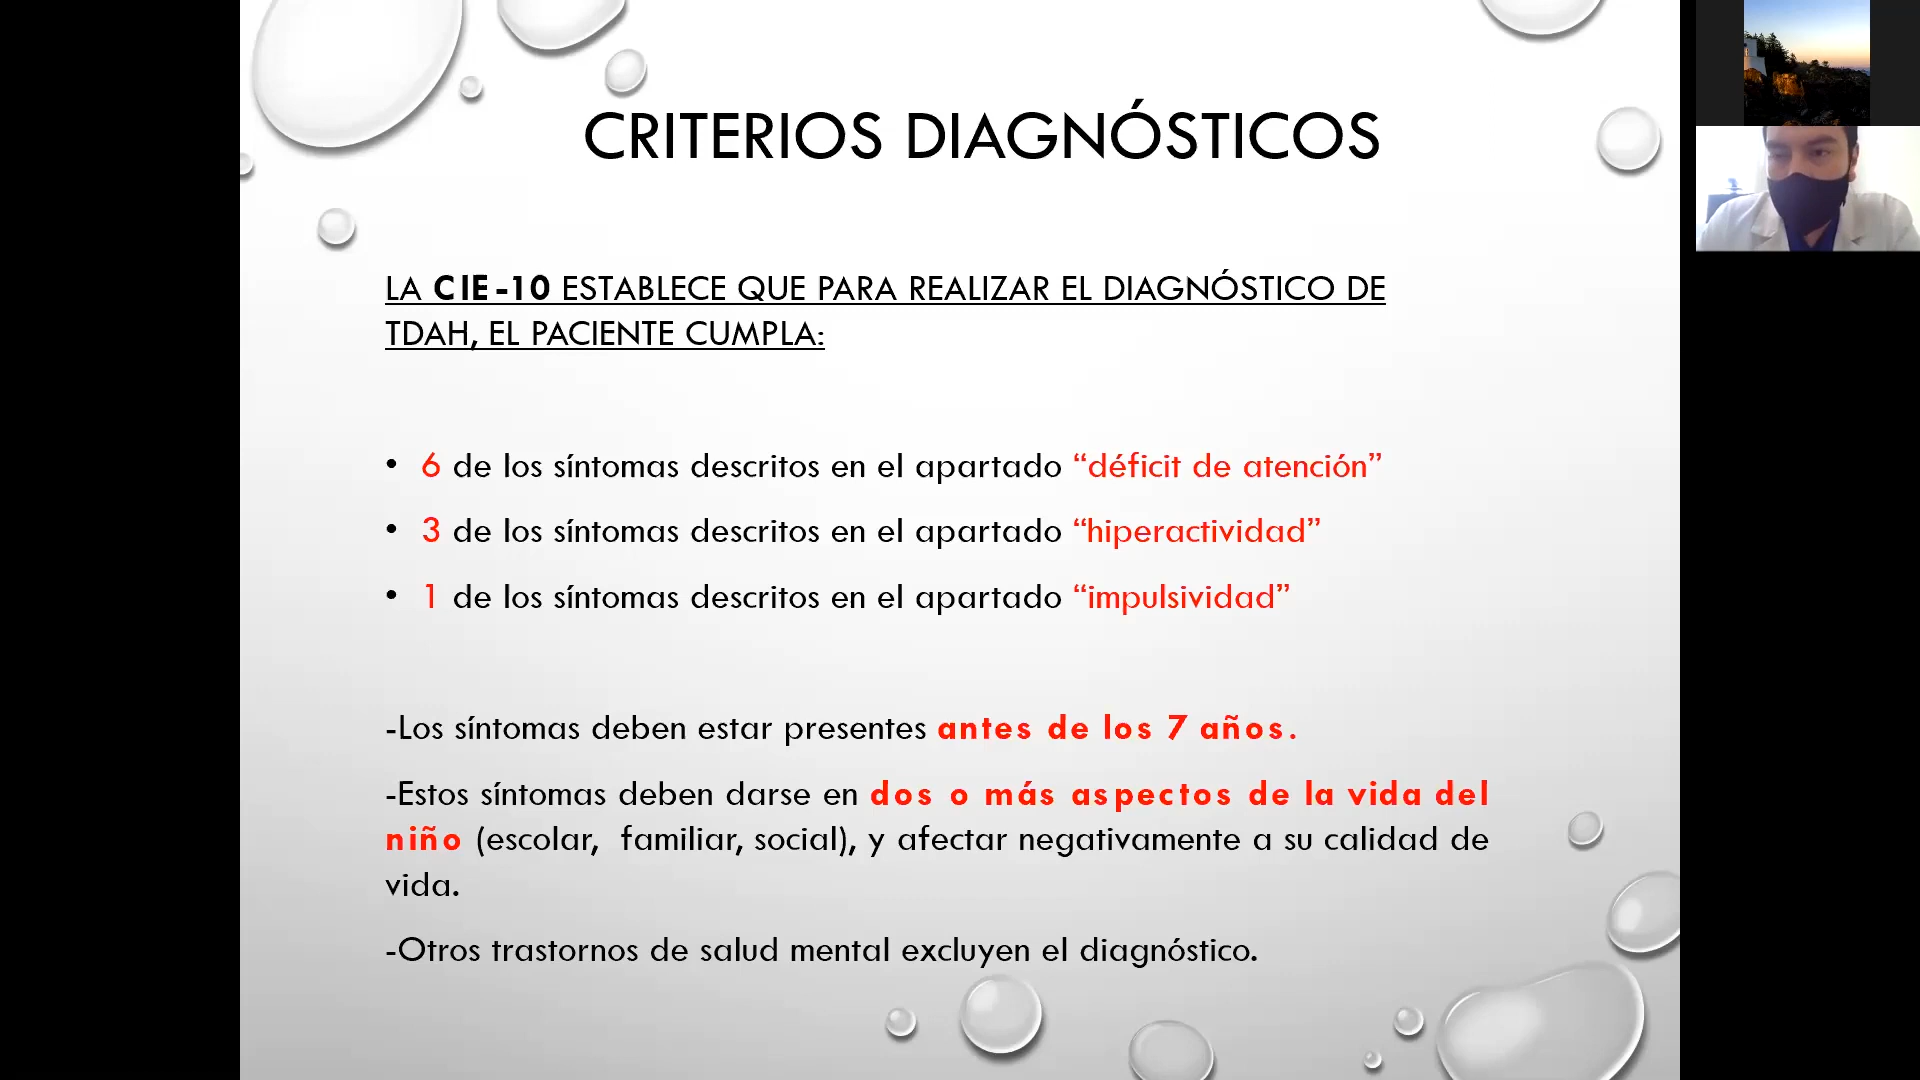 CRITERIOS DIAGNÓSTICOS
LA CIE-10 ESTABLECE QUE PARA REALIZAR EL DIAGNÓSTICO DE
TDAH, EL PACIENTE CUMPLA:
• 6 de los síntomas descritos en el apartado “déficit de atención”
• 3 de los síntomas descritos en el apartado “hiperactividad”
• 1 de los síntomas descritos en el apartado “impulsividad”
-Los síntomas deben estar presentes antes de los 7 años.
-Estos síntomas deben darse en dos o más aspectos de la vida del
niño (escolar, familiar, social), y afectar negativamente a su calidad de
vida.
-Otros trastornos de salud mental excluyen el diagnóstico.